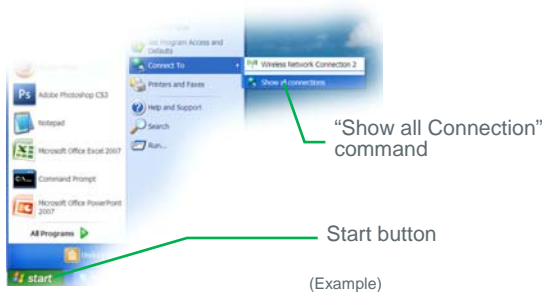 Set Program Access and
Defaults
Connect To
Wireless Network Connection 2
Show all connections
Printers and Faxes
Adobe Photoshop CS3
Help and Support
Notepad
Search
Microsoft Office Excel 2007
Run...
Command Prompt
Microsoft Office PowerPoint
2007
All Programs
start
"Show all Connection"
command
Start button
(Example)